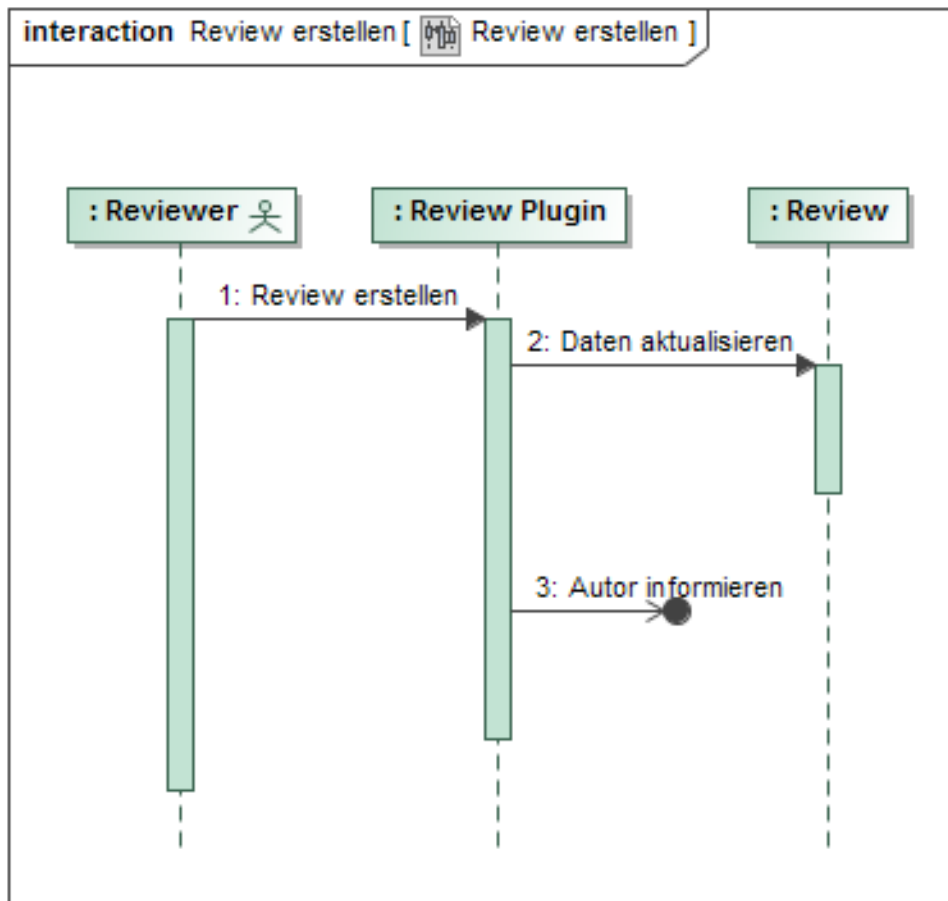 interaction Review erstellen [ Review erstellen ]
: Reviewer
: Review Plugin
: Review
1: Review erstellen
2: Daten aktualisieren
3: Autor informieren